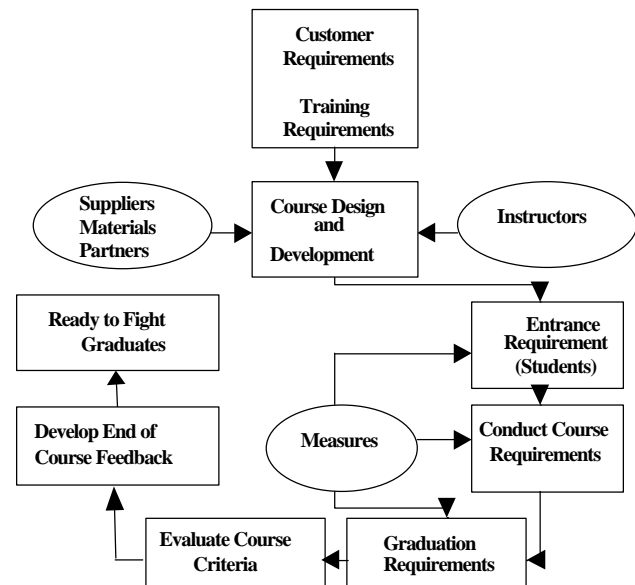 Customer
Requirements
Training
Requirements
Suppliers
Materials
Partners
Course Design
and
Development
Instructors
Ready to Fight
Graduates
Entrance
Requirement
(Students)
Develop End of
Course Feedback
Measures
Conduct Course
Requirements
Evaluate Course
Criteria
Graduation
Requirements